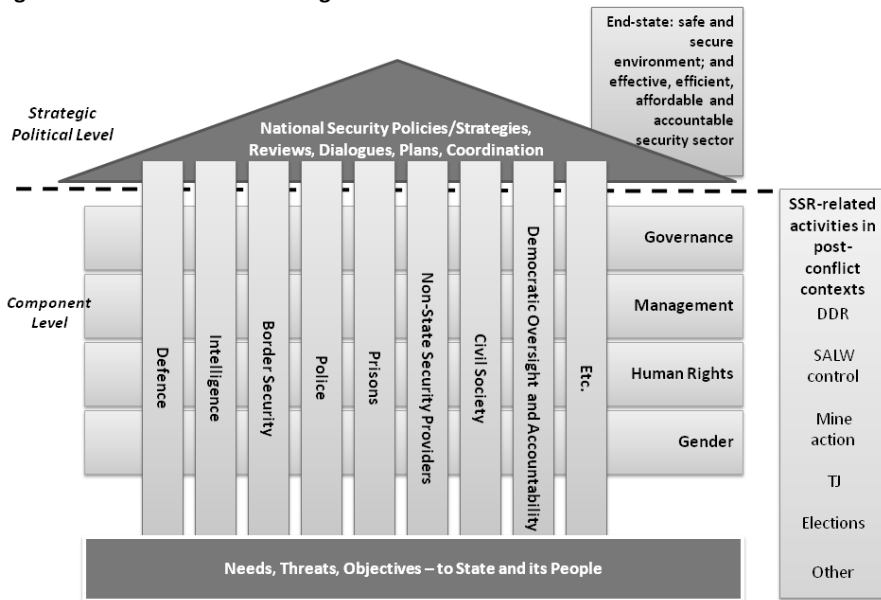 End-state: safe and
secure
environment; and
effective, efficient,
affordable and
accountable
security sector
Strategic
Political Level
National Security Policies/Strategies,
Reviews, Dialogues, Plans, Coordination
SSR-related
activities in
post-
conflict
contexts
DDR
SALW
control
Mine
action
TJ
Elections
Other
Component
Level
Governance
Management
Human Rights
Gender
Defence
Intelligence
Border Security
Police
Prisons
Non-State Security Providers
Civil Society
Democratic Oversight and Accountability
Etc.
Needs, Threats, Objectives – to State and its People